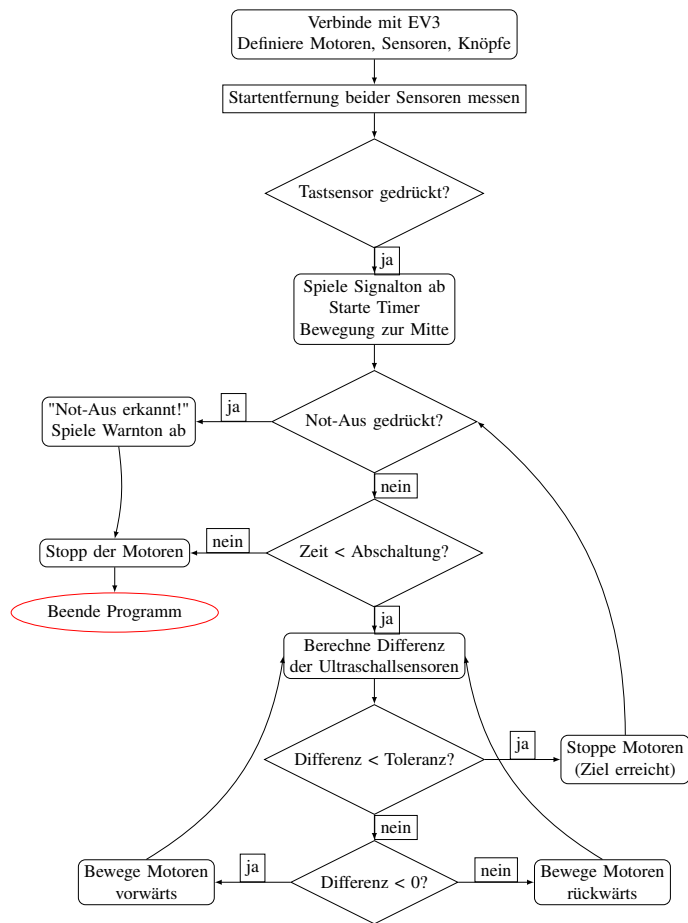 Verbinde mit EV3
Definiere Motoren, Sensoren, Knöpfe
Startentfernung beider Sensoren messen
Tastsensor gedrückt?
ja
Spiele Signalton ab
Starte Timer
Bewegung zur Mitte
"Not-Aus erkannt!"
Spiele Warnton ab
ja
Not-Aus gedrückt?
nein
Stopp der Motoren
nein
Zeit < Abschaltung?
Beende Programm
ja
Berechne Differenz
der Ultraschallsensoren
Differenz < Toleranz?
ja
Stoppe Motoren
(Ziel erreicht)
nein
Bewege Motoren
vorwärts
ja
Differenz < 0?
nein
Bewege Motoren
rückwärts